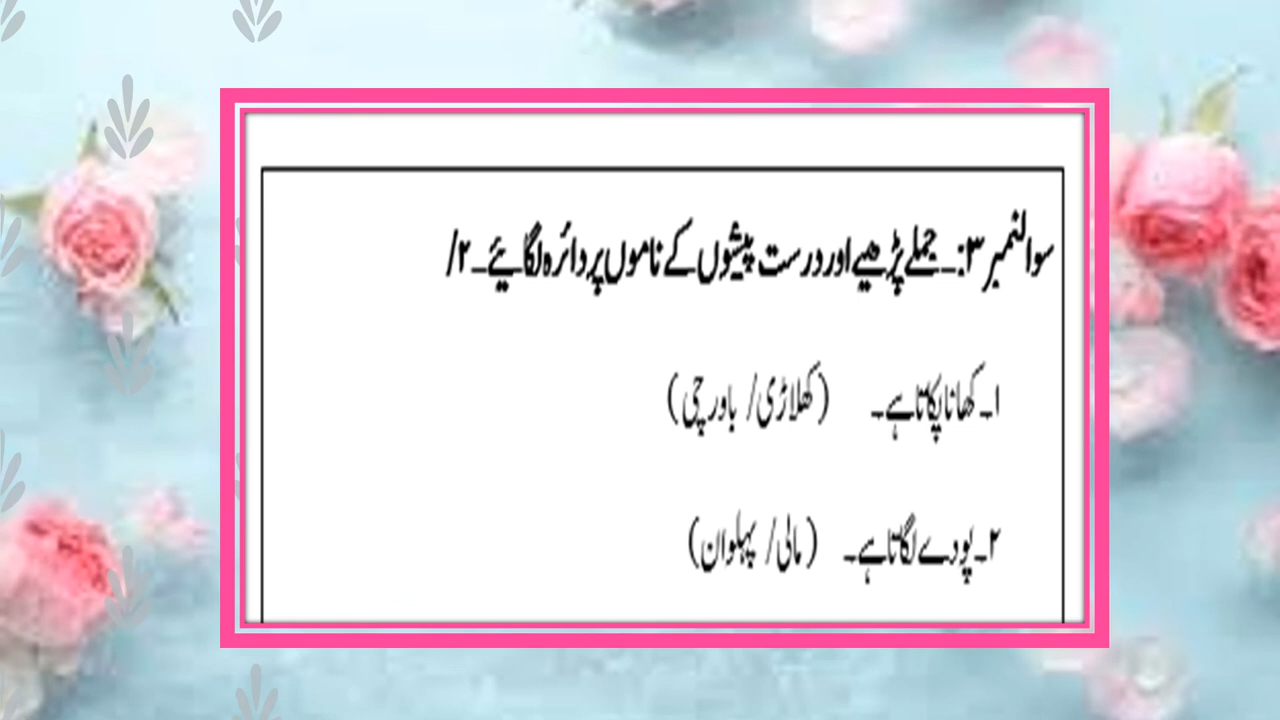 سوالنمبر ۳:۔ جملے پڑھیے اور درست پیشوں کے ناموں پر دائرہ لگائیے۔ ۲/
۱۔ کھانا پکاتا ہے۔ (کھلاڑی/ باورچی)
۲۔ پودے لگاتا ہے۔ (مالی/ پہلوان)